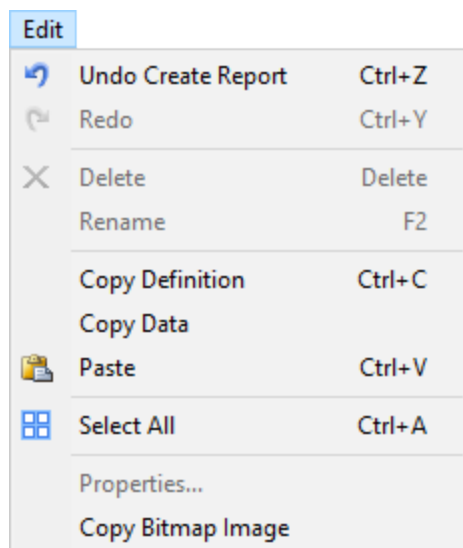 Edit
Undo Create Report Ctrl+Z
Redo Ctrl+Y
Delete Delete
Rename F2
Copy Definition Ctrl+C
Copy Data
Paste Ctrl+V
Select All Ctrl+A
Properties...
Copy Bitmap Image